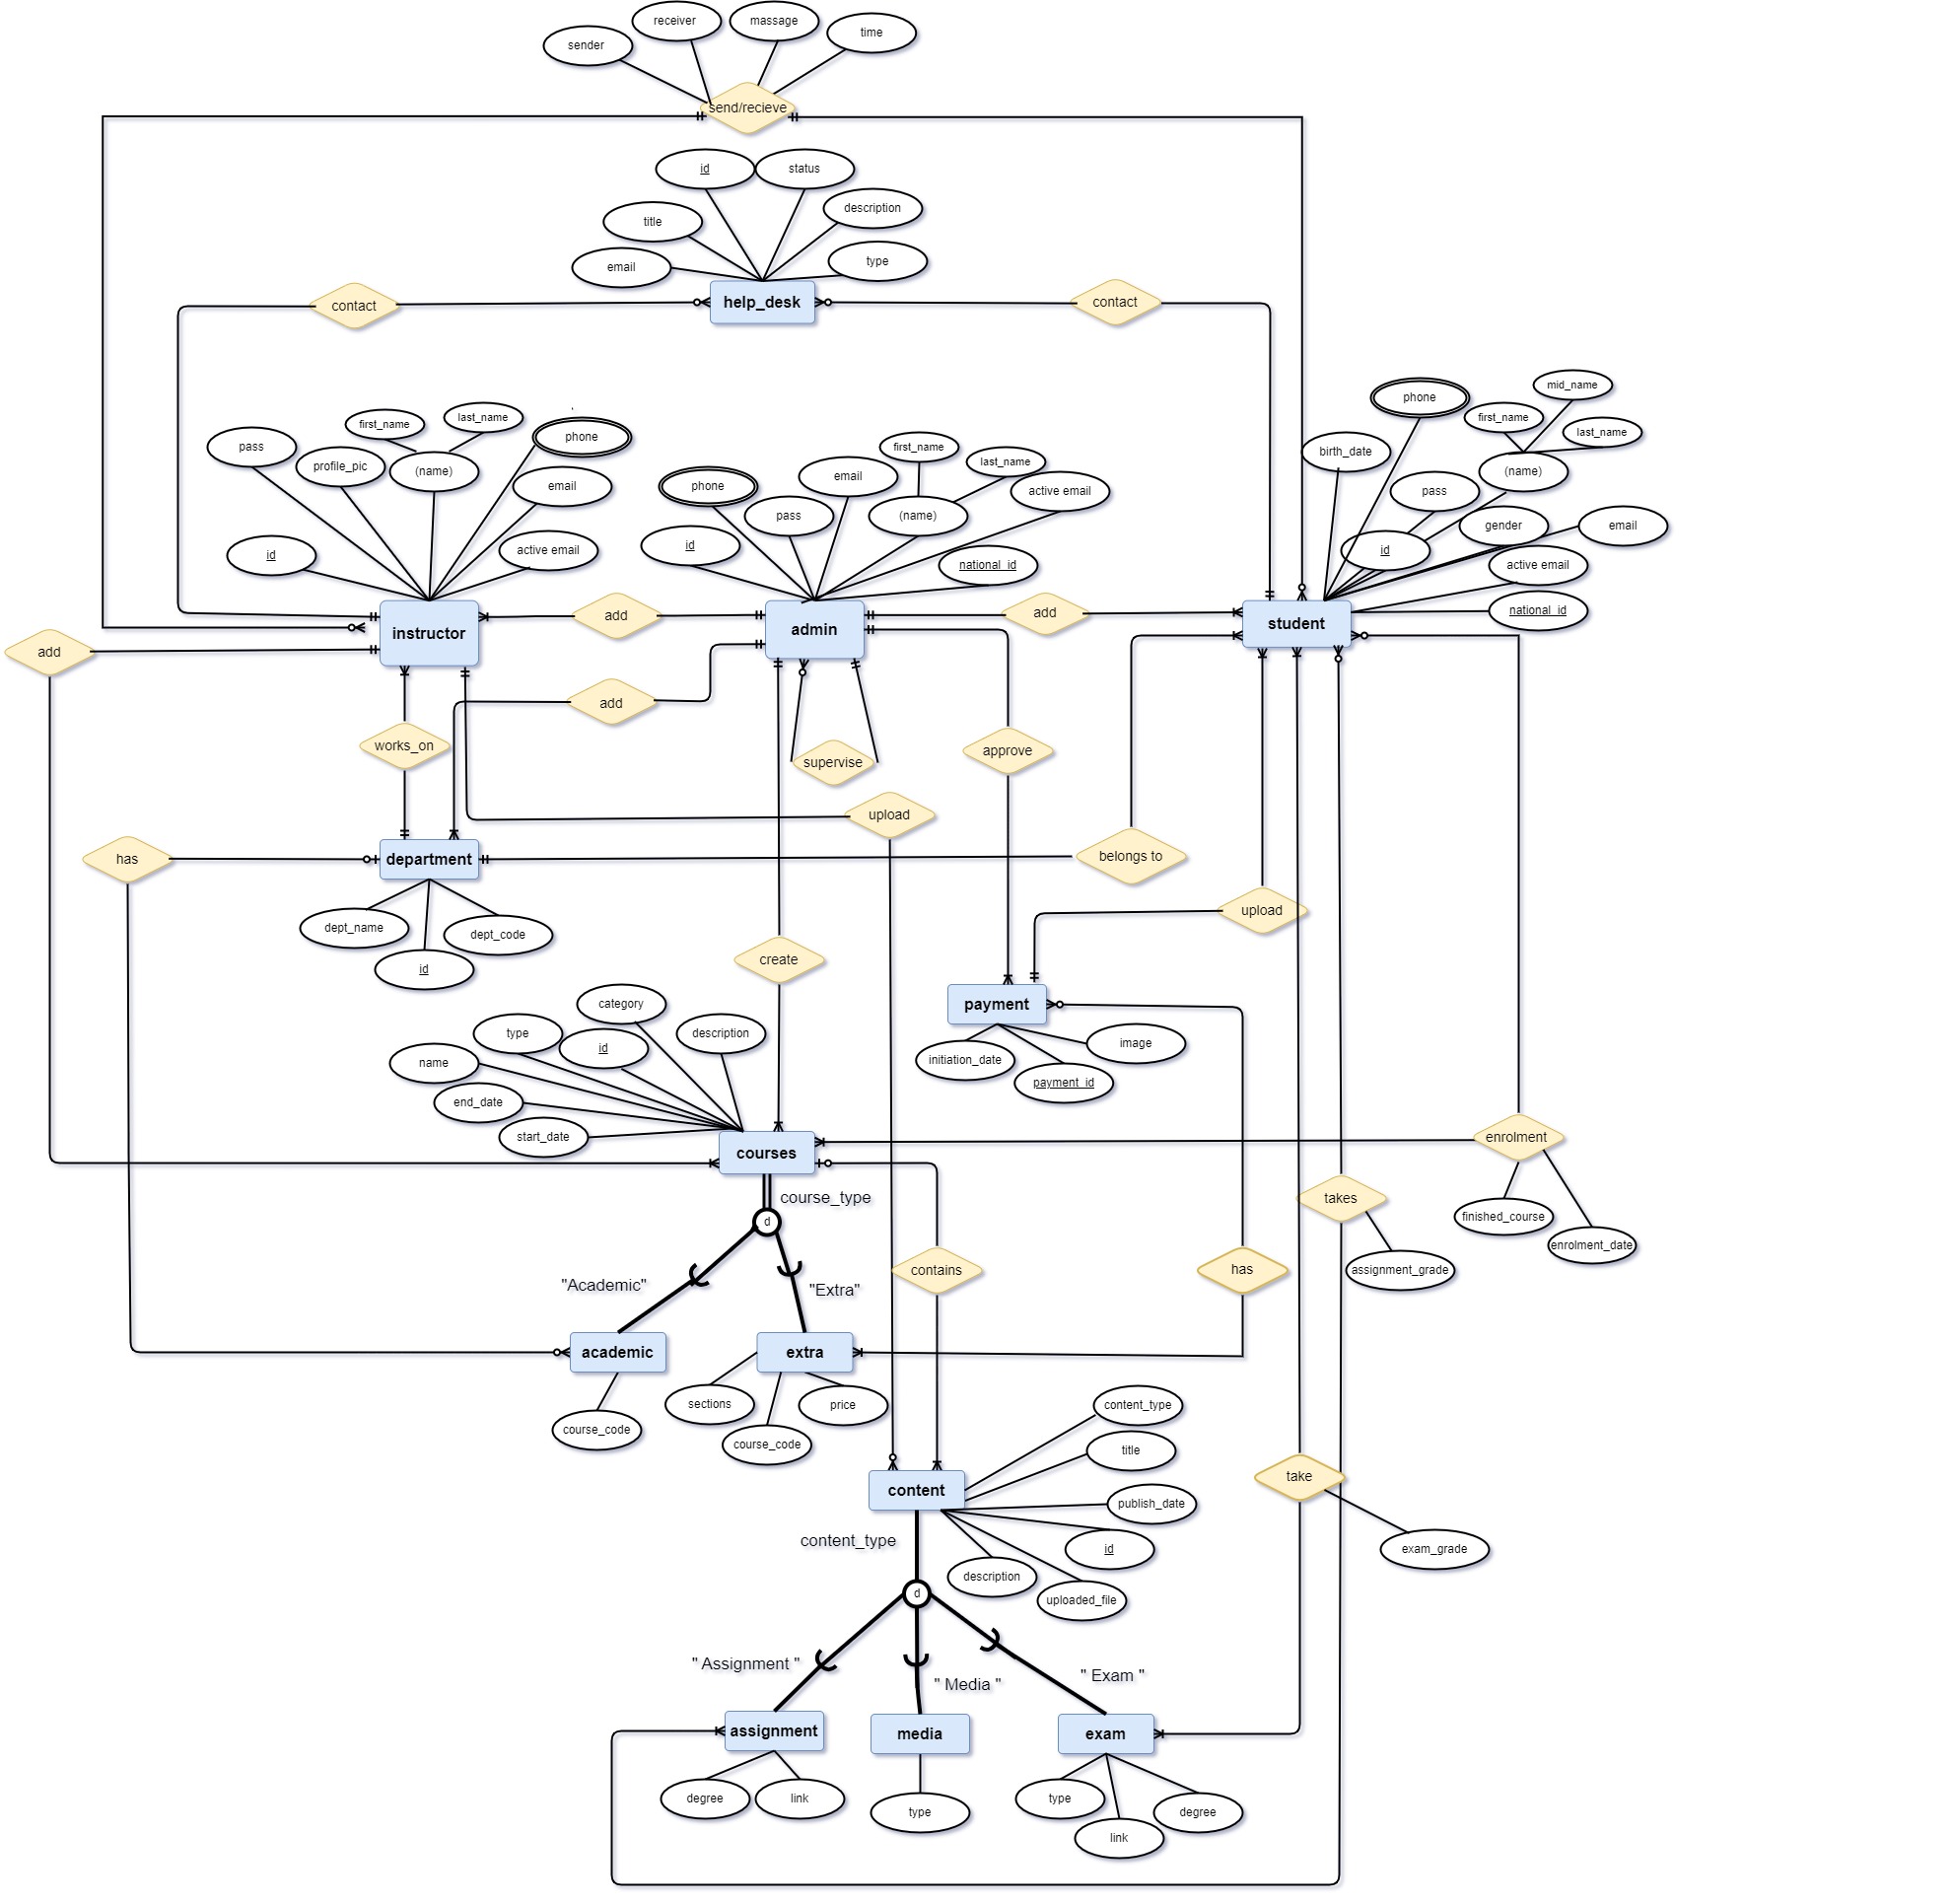 receiver
massage
time
sender
send/recieve
id
status
description
title
email
type
help_desk
contact
contact
mid_name
phone
first_name
last_name
(name)
birth_date
pass
gender
email
id
active email
national_id
student
first_name
last_name
phone
pass
profile_pic
(name)
email
id
active email
instructor
first_name
last_name
email
phone
active email
pass
(name)
id
national_id
admin
add
add
add
add
works_on
supervise
approve
upload
has
department
belongs to
dept_name
dept_code
id
upload
create
payment
initiation_date
image
payment_id
category
type
id
description
name
end_date
start_date
courses
enrolment
finished_course
enrolment_date
takes
assignment_grade
course_type
d
"Academic"
"Extra"
contains
has
academic
extra
sections
price
course_code
course_code
content_type
title
content
publish_date
id
description
uploaded_file
take
exam_grade
content_type
d
" Assignment "
" Media "
" Exam "
assignment
media
exam
degree
link
type
type
degree
link